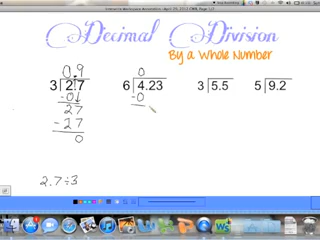 Decimal Division
By a Whole Number
0.9   0
3 2.7   6 4.23   3 5.5   5 9.2
-0   -0
27
-27
0
2.7÷3